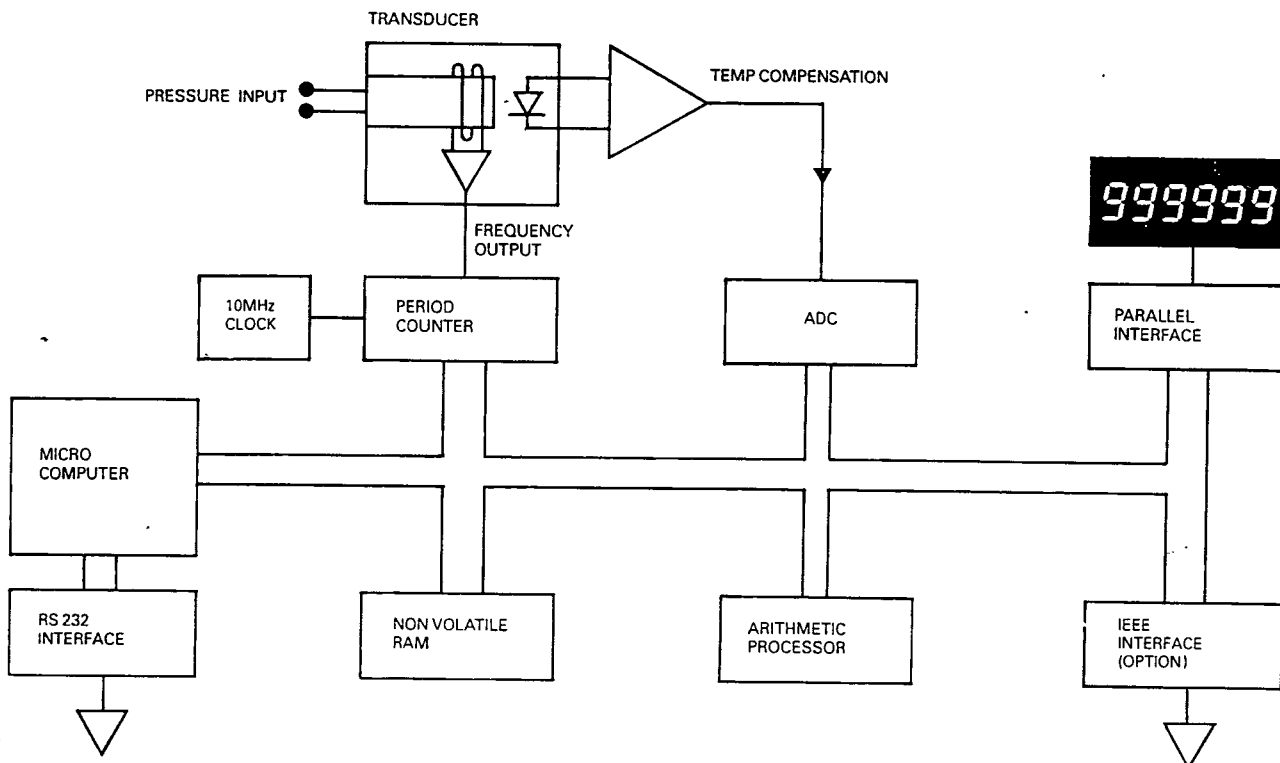 TRANSDUCER
PRESSURE INPUT
TEMP COMPENSATION
FREQUENCY
OUTPUT
999999
10MHz
CLOCK
PERIOD
COUNTER
ADC
PARALLEL
INTERFACE
MICRO
COMPUTER
RS 232
INTERFACE
NON VOLATILE
RAM
ARITHMETIC
PROCESSOR
IEEE
INTERFACE
(OPTION)